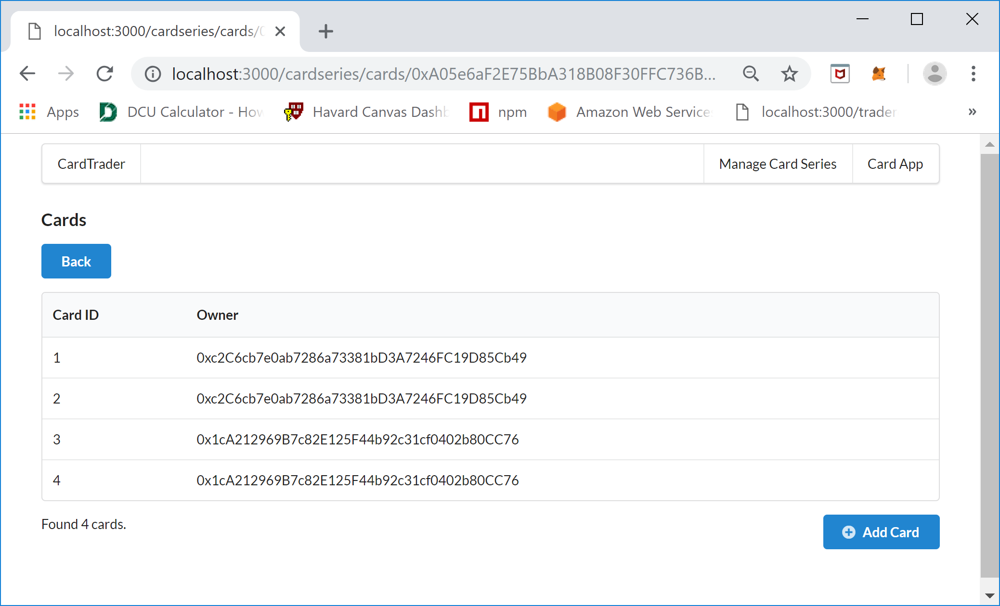 localhost:3000/cardseries/cards/
localhost:3000/cardseries/cards/0xA05e6aF2E75BbA318B08F30FFC736B...
Apps DCU Calculator - How Havard Canvas Dashb npm Amazon Web Services localhost:3000/trader
CardTrader Manage Card Series Card App
Cards
Back
Card ID Owner
1 0xc2C6cb7e0ab7286a73381bD3A7246FC19D85Cb49
2 0xc2C6cb7e0ab7286a73381bD3A7246FC19D85Cb49
3 0x1cA212969B7c82E125F44b92c31cf0402b80CC76
4 0x1cA212969B7c82E125F44b92c31cf0402b80CC76
Found 4 cards.
Add Card